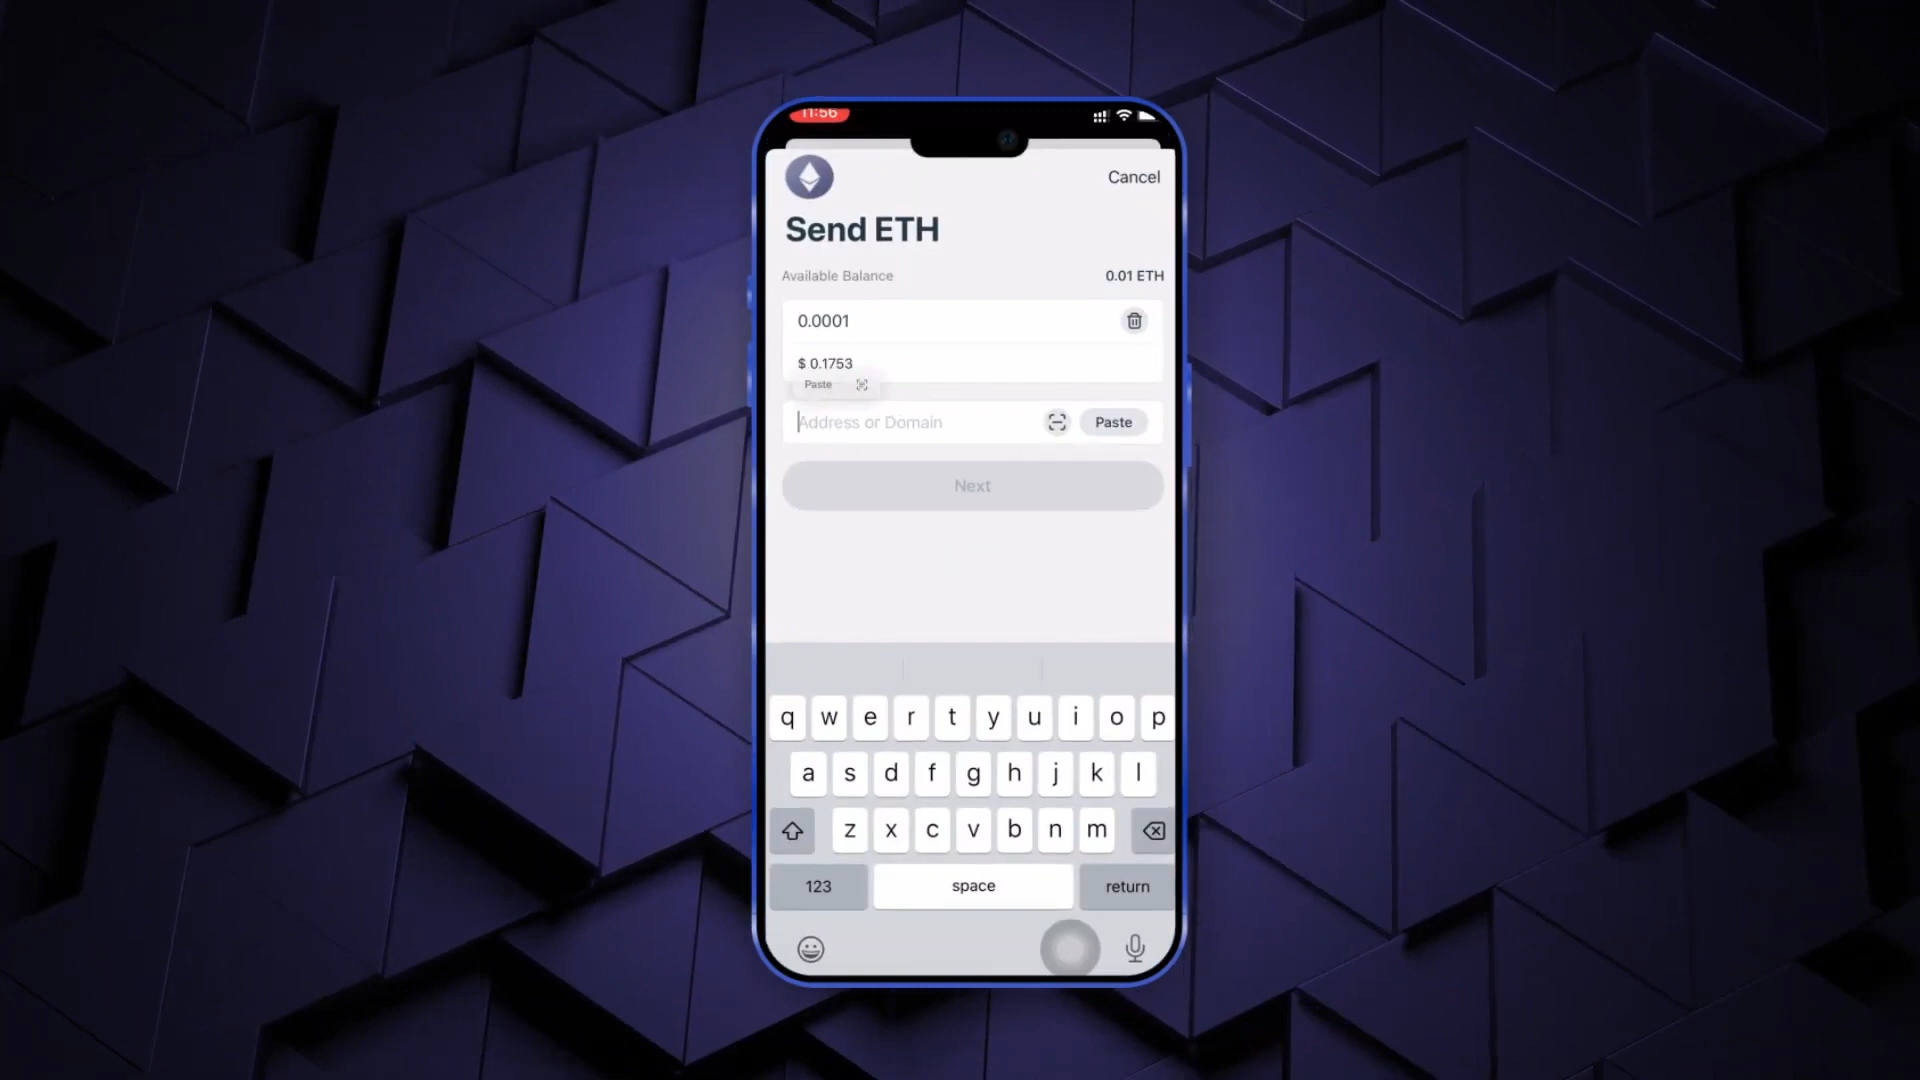 11:56
Cancel
Send ETH
Available Balance 0.01 ETH
0.0001
$ 0.1753
Paste
Address or Domain Paste
Next
q w e r t y u i o p
a s d f g h j k l
z x c v b n m
123 space return